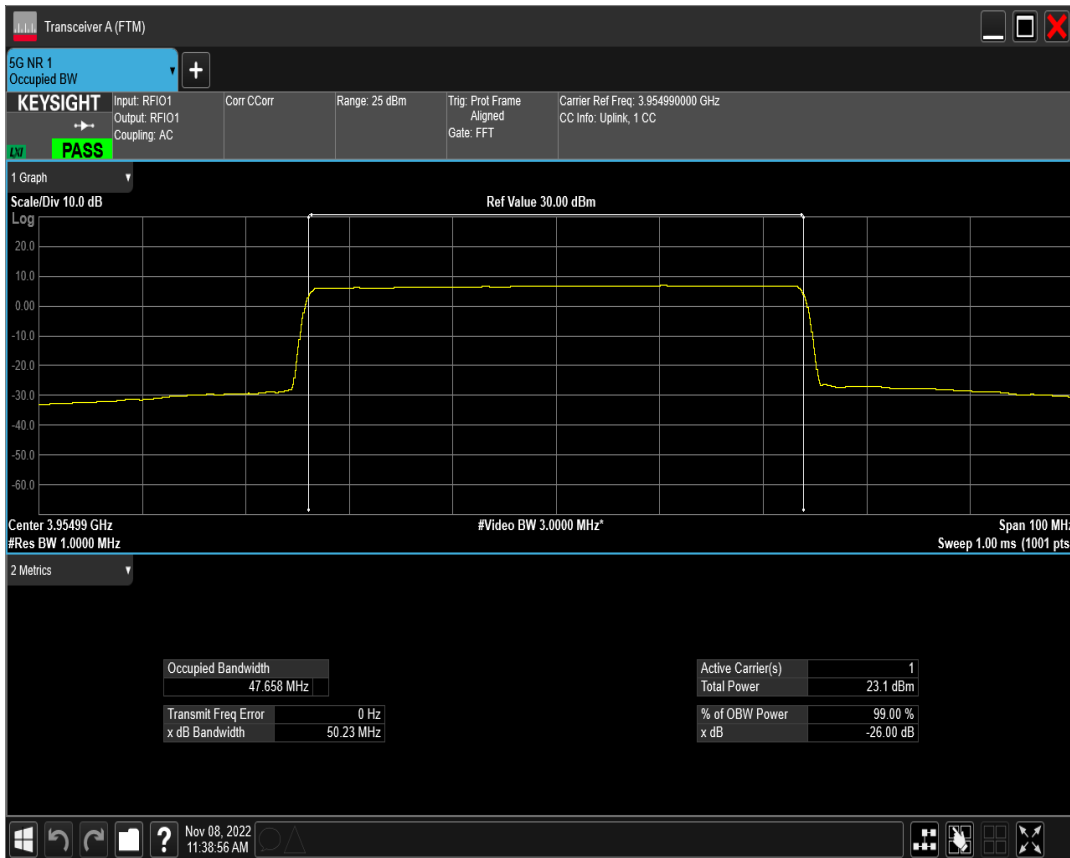 Transceiver A (FTM)
5G NR 1
Occupied BW
+
KEYSIGHT
LXI
PASS
Input: RFIO1
Output: RFIO1
Coupling: AC
Corr CCorr
Range: 25 dBm
Trig: Prot Frame
Aligned
Gate: FFT
Carrier Ref Freq: 3.954990000 GHz
CC Info: Uplink, 1 CC
1 Graph
Scale/Div 10.0 dB
Ref Value 30.00 dBm
Log
20.0
10.0
0.00
-10.0
-20.0
-30.0
-40.0
-50.0
-60.0
Center 3.95499 GHz
#Video BW 3.0000 MHz*
Span 100 MHz
#Res BW 1.0000 MHz
Sweep 1.00 ms (1001 pts
2 Metrics
Occupied Bandwidth
47.658 MHz
Transmit Freq Error 0 Hz
x dB Bandwidth 50.23 MHz
Active Carrier(s) 1
Total Power 23.1 dBm
% of OBW Power 99.00 %
x dB -26.00 dB
?
Nov 08, 2022
11:38:56 AM